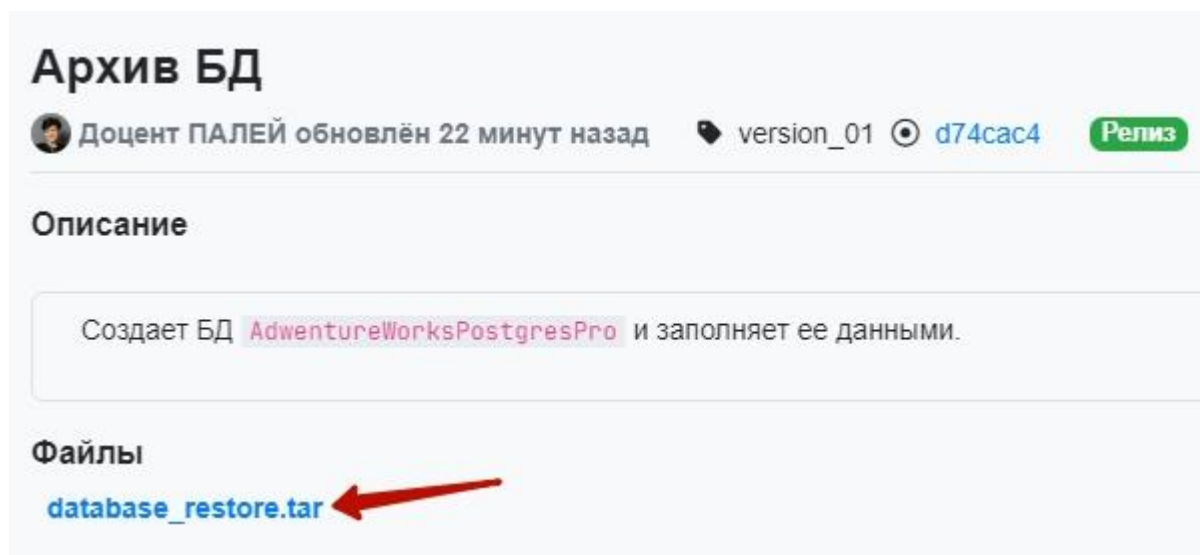 Архив БД
Доцент ПАЛЕЙ обновлён 22 минут назад version_01 d74cac4 Релиз
Описание
Создает БД AdwentureWorksPostgresPro и заполняет ее данными.
Файлы
database_restore.tar